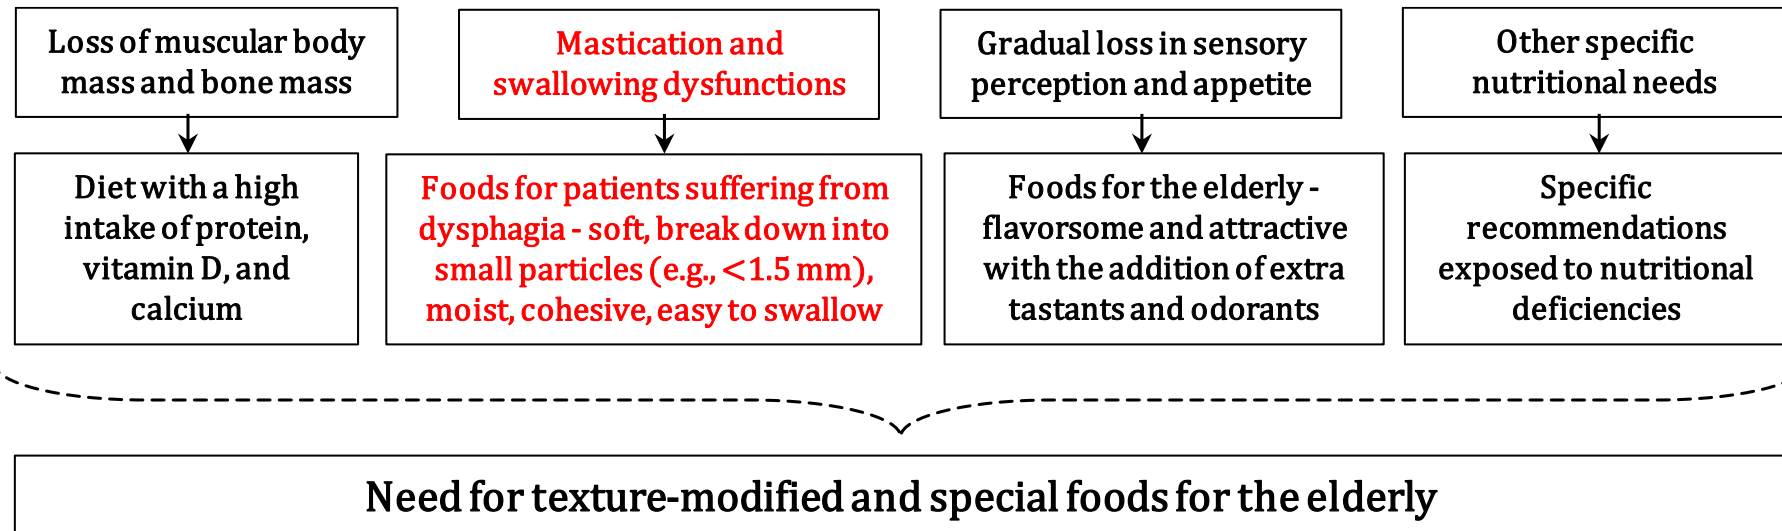 Loss of muscular body
mass and bone mass
Mastication and
swallowing dysfunctions
Gradual loss in sensory
perception and appetite
Other specific
nutritional needs
Diet with a high
intake of protein,
vitamin D, and
calcium
Foods for patients suffering from
dysphagia - soft, break down into
small particles (e.g., <1.5 mm),
moist, cohesive, easy to swallow
Foods for the elderly -
flavorsome and attractive
with the addition of extra
tastants and odorants
Specific
recommendations
exposed to nutritional
deficiencies
Need for texture-modified and special foods for the elderly